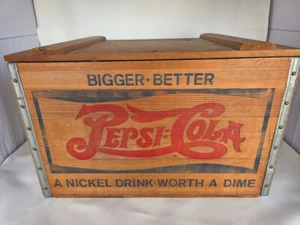 BIGGER·BETTER
PEPSI-COLA
A NICKEL DRINK·WORTH A DIME